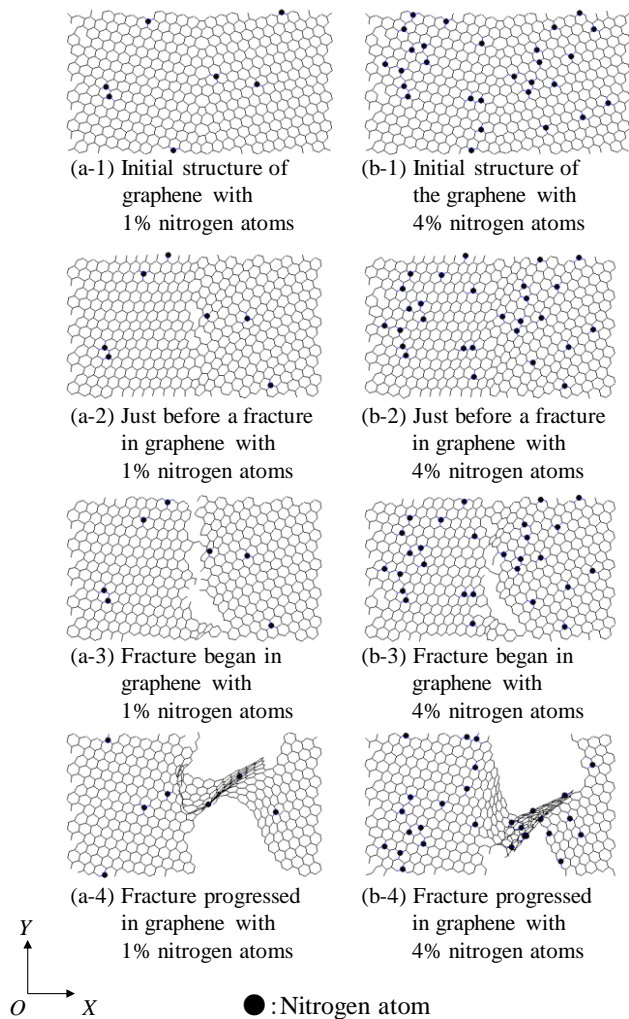 (a-1) Initial structure of
graphene with
1% nitrogen atoms
(b-1) Initial structure of
the graphene with
4% nitrogen atoms
(a-2) Just before a fracture
in graphene with
1% nitrogen atoms
(b-2) Just before a fracture
in graphene with
4% nitrogen atoms
(a-3) Fracture began in
graphene with
1% nitrogen atoms
(b-3) Fracture began in
graphene with
4% nitrogen atoms
(a-4) Fracture progressed
in graphene with
1% nitrogen atoms
(b-4) Fracture progressed
in graphene with
4% nitrogen atoms
Y
O X
: Nitrogen atom